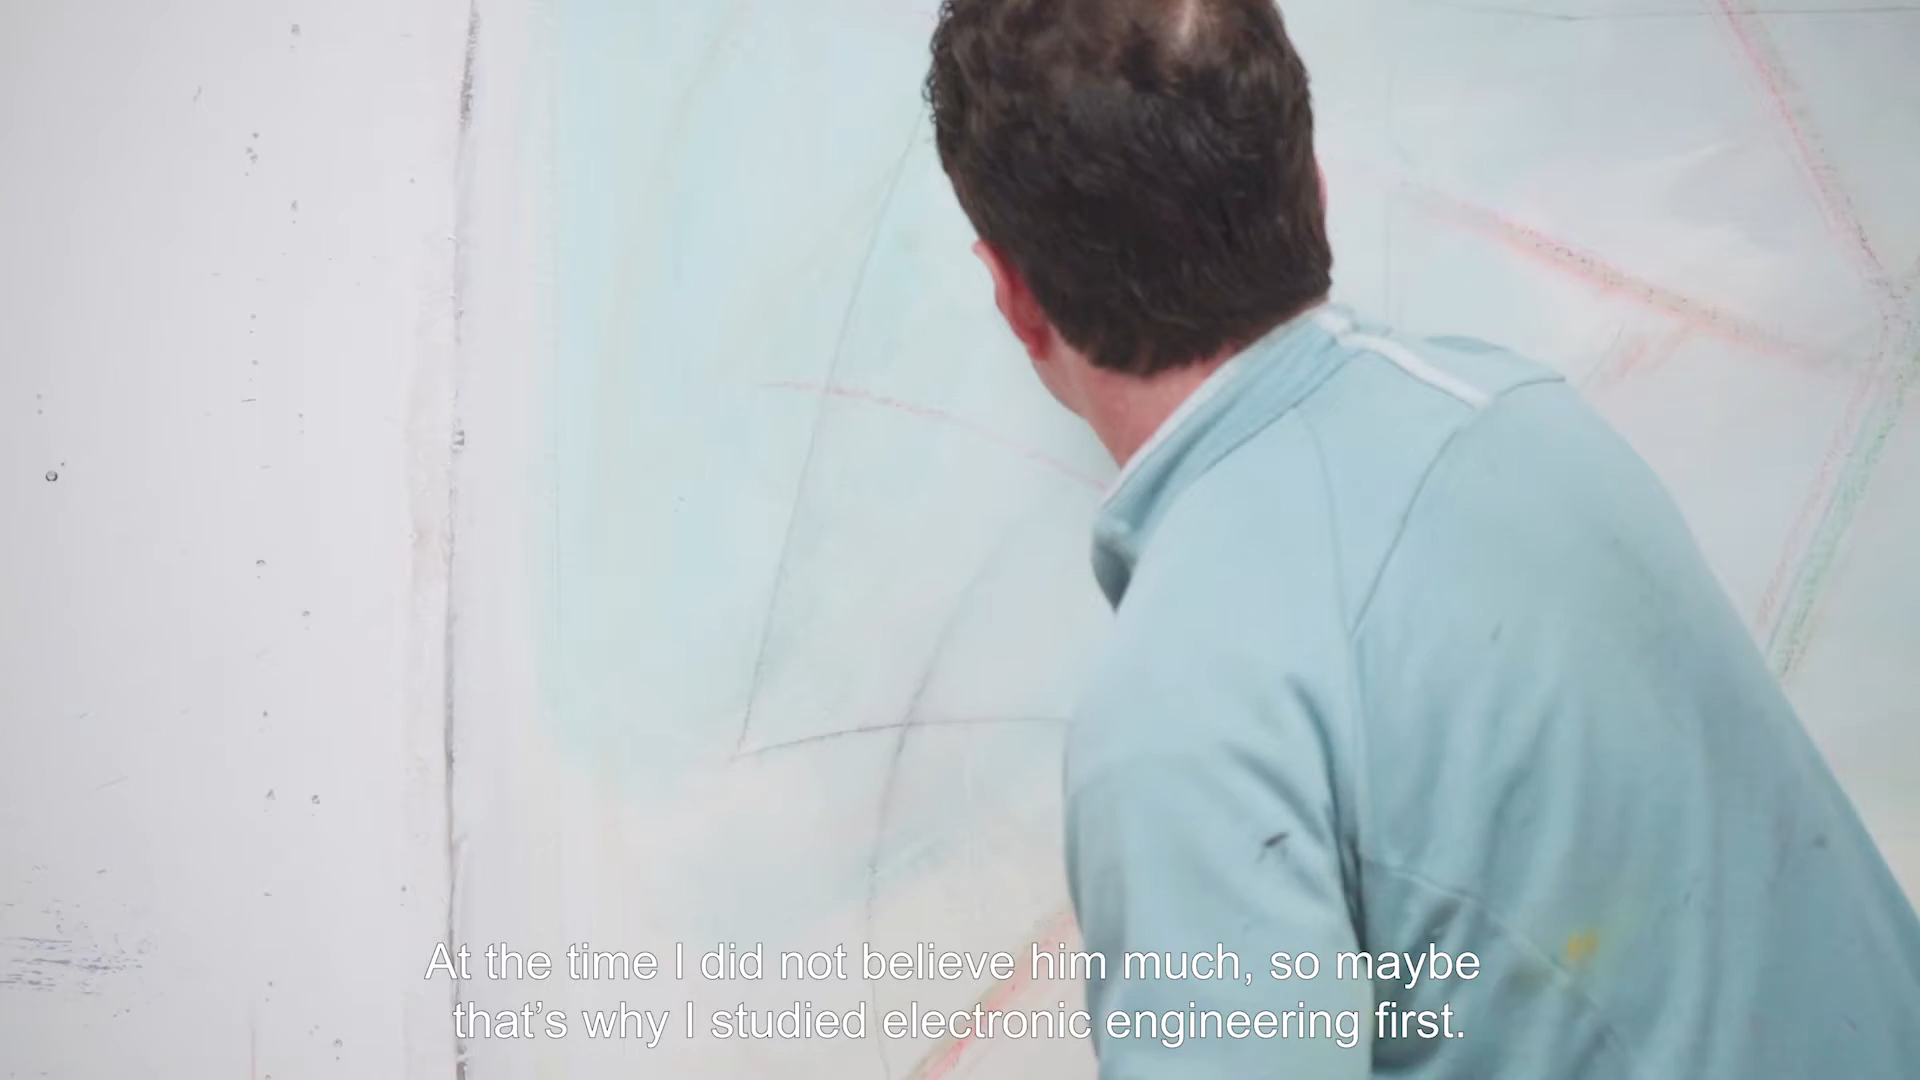 At the time I did not believe him much, so maybe
that’s why I studied electronic engineering first.